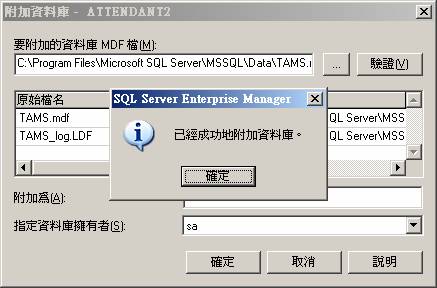 附加資料庫 - ATTENDANT2
要附加的資料庫 MDF 檔(M):
C:\Program Files\Microsoft SQL Server\MSSQL\Data\TAMS.
...
驗證(V)
原始檔名
TAMS.mdf
SQL Server\MSS
TAMS_log.LDF
SQL Server\MSS
SQL Server Enterprise Manager
已經成功地附加資料庫。
確定
附加為(A):
指定資料庫擁有者(S):
sa
確定
取消
說明